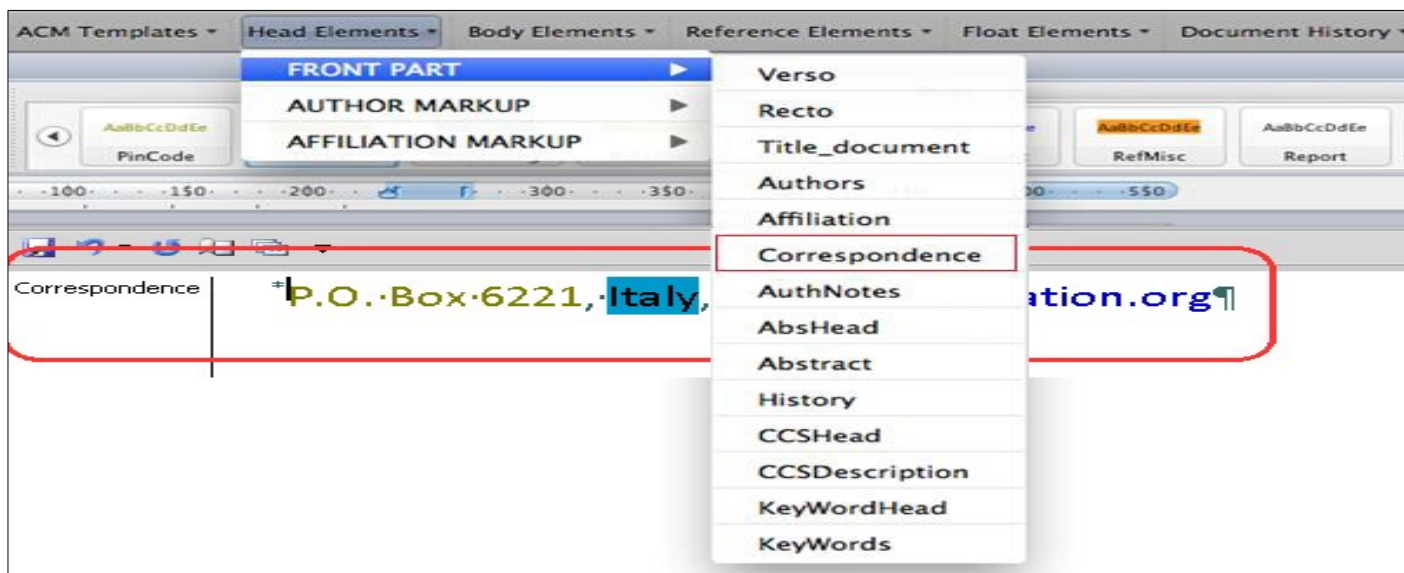 ACM Templates Head Elements Body Elements Reference Elements Float Elements Document History
FRONT PART
AUTHOR MARKUP
AFFILIATION MARKUP
Verso
Recto
Title_document
Authors
Affiliation
Correspondence
AuthNotes
AbsHead
Abstract
History
CCSHead
CCSDescription
KeyWordHead
KeyWords
AaBbCcDdEe
PinCode
AaBbCcDdEe
RefMisc
AaBbCcDdEe
Report
100 150 200 300 350 550
Correspondence
*P.O.·Box·6221,·Italy, ation.org¶